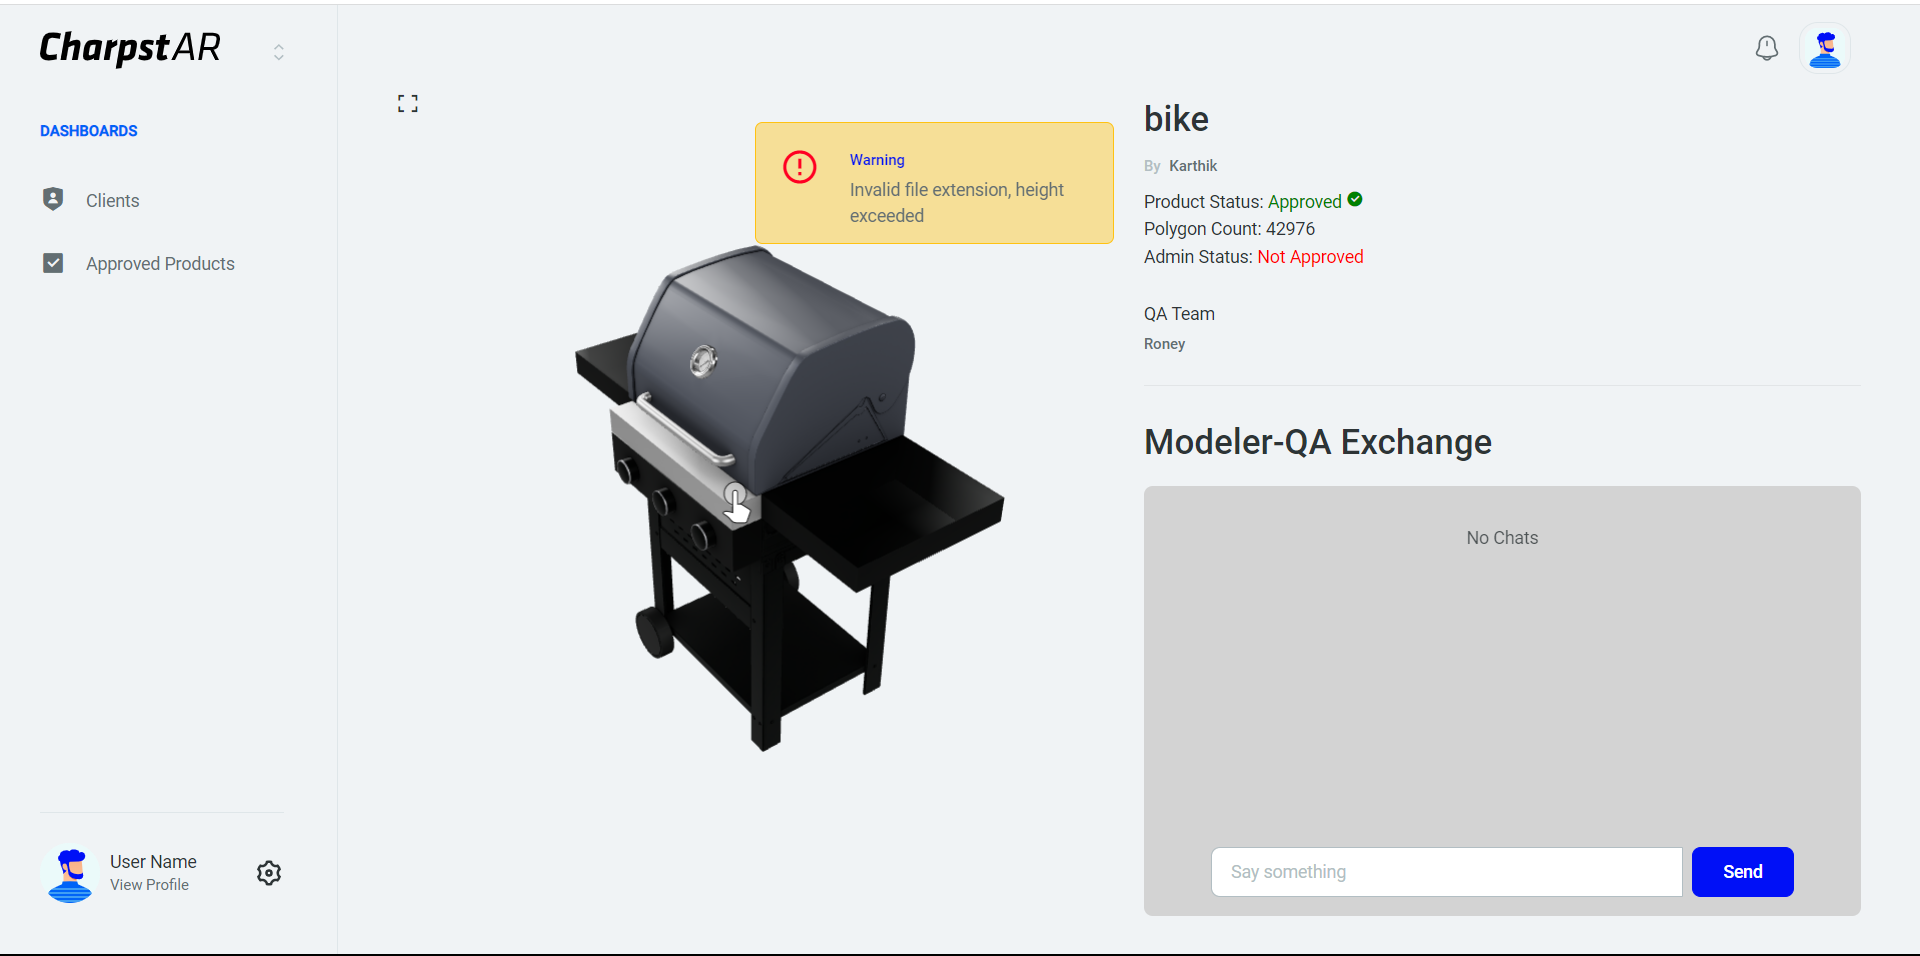 CharpstAR
DASHBOARDS
Clients
Approved Products
User Name
View Profile
Warning
Invalid file extension, height
exceeded
bike
By Karthik
Product Status: Approved
Polygon Count: 42976
Admin Status: Not Approved
QA Team
Roney
Modeler-QA Exchange
No Chats
Say something
Send